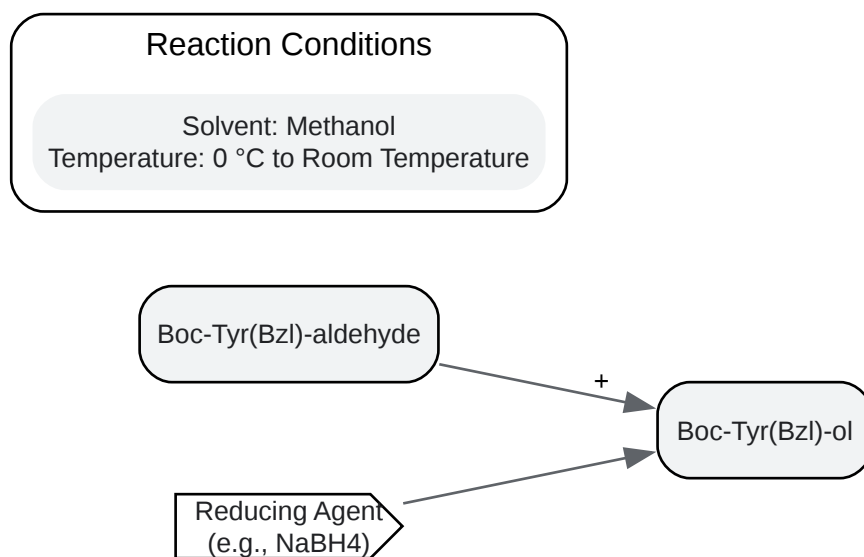 Reaction Conditions
Solvent: Methanol
Temperature: 0 °C to Room Temperature
Boc-Tyr(Bzl)-aldehyde
+
Boc-Tyr(Bzl)-ol
Reducing Agent
(e.g., NaBH4)